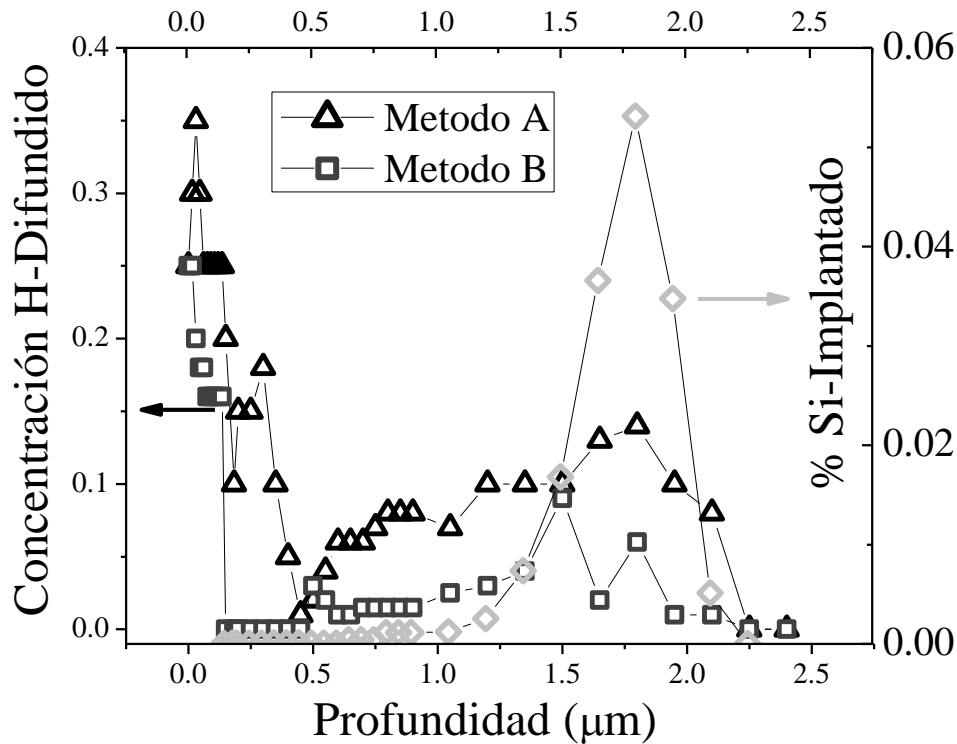 0.0 0.5 1.0 1.5 2.0 2.5
0.4
0.3
0.2
0.1
0.0
Concentración H-Difundido
Metodo A
Metodo B
0.06
0.04
0.02
0.00
% Si-Implantado
0.0 0.5 1.0 1.5 2.0 2.5
Profundidad (μm)